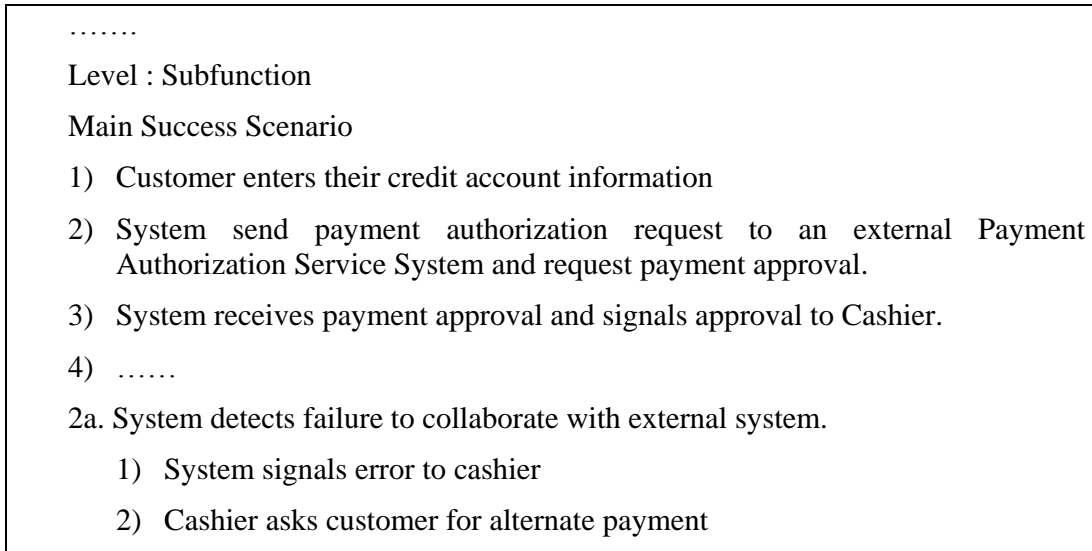 …….
Level : Subfunction
Main Success Scenario
1) Customer enters their credit account information
2) System send payment authorization request to an external Payment
Authorization Service System and request payment approval.
3) System receives payment approval and signals approval to Cashier.
4) ……
2a. System detects failure to collaborate with external system.
1) System signals error to cashier
2) Cashier asks customer for alternate payment